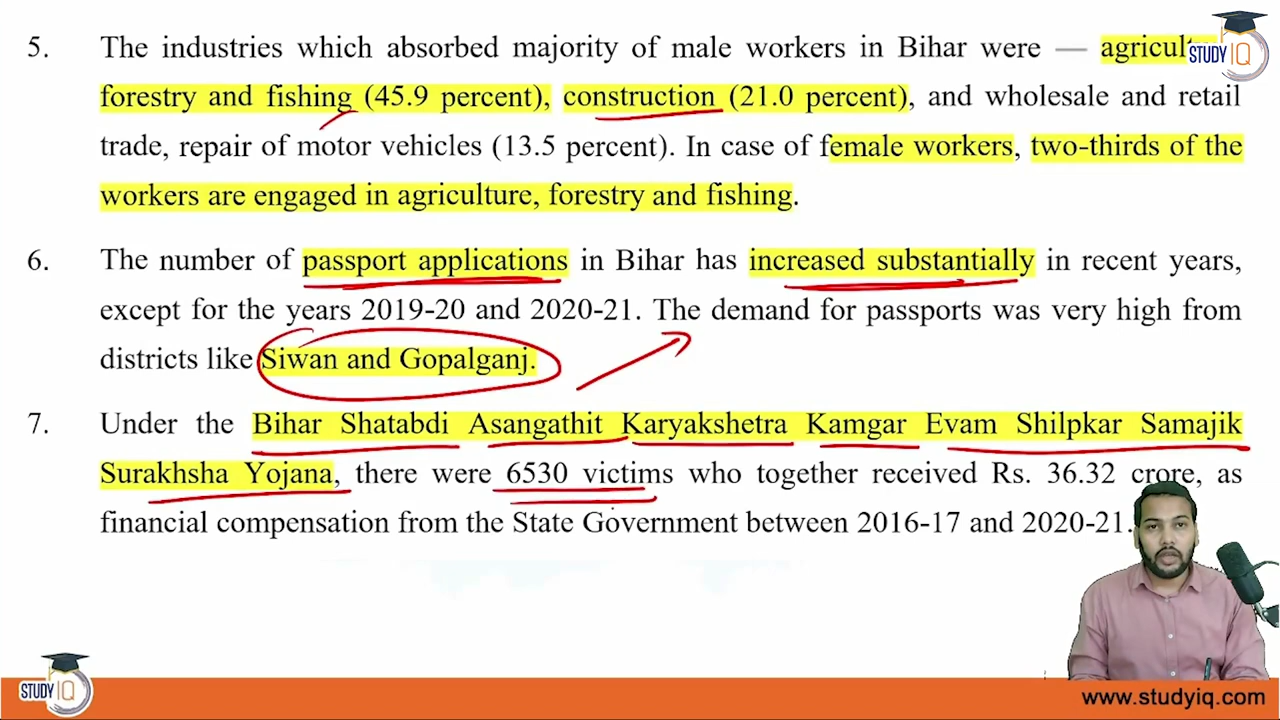 STUDY IQ
5. The industries which absorbed majority of male workers in Bihar were — agricult
forestry and fishing (45.9 percent), construction (21.0 percent), and wholesale and retail
trade, repair of motor vehicles (13.5 percent). In case of female workers, two-thirds of the
workers are engaged in agriculture, forestry and fishing.
6. The number of passport applications in Bihar has increased substantially in recent years,
except for the years 2019-20 and 2020-21. The demand for passports was very high from
districts like Siwan and Gopalganj.
7. Under the Bihar Shatabdi Asangathit Karyakshetra Kamgar Evam Shilpkar Samajik
Surakhsha Yojana, there were 6530 victims who together received Rs. 36.32 crore, as
financial compensation from the State Government between 2016-17 and 2020-21.
STUDY IQ
www.studyiq.com